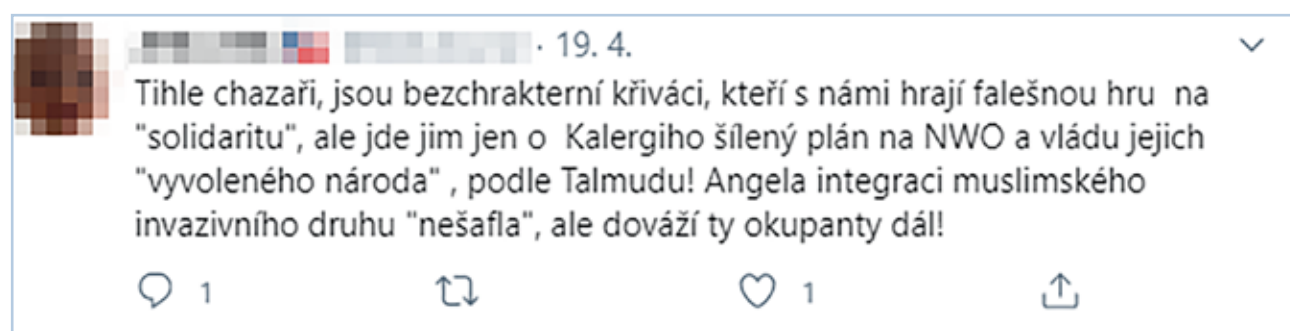 · 19. 4.
Tihle chazaři, jsou bezchrakterní křiváci, kteří s námi hrají falešnou hru na
"solidaritu", ale jde jim jen o Kalergiho šílený plán na NWO a vládu jejich
"vyvoleného národa" , podle Talmudu! Angela integraci muslimského
invazivního druhu "nešafla", ale dováží ty okupanty dál!
1 1